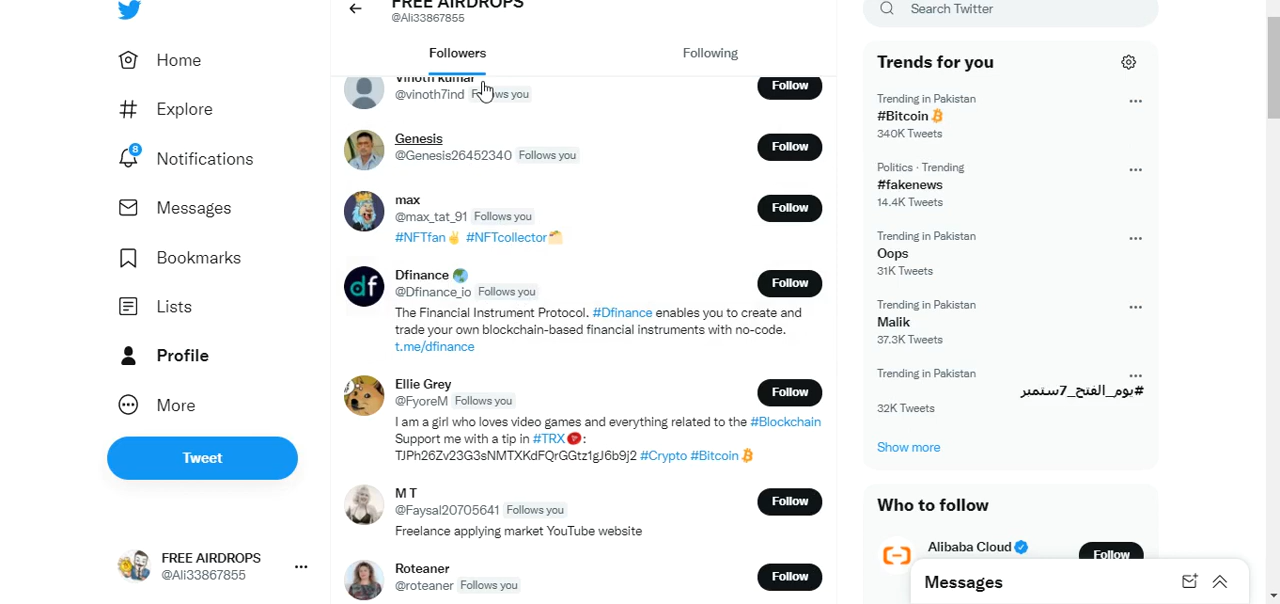 Home
Explore
8
Notifications
Messages
Bookmarks
Lists
Profile
More
Tweet
FREE AIRDROPS
@Ali33867855
FREE AIRDROPS
@Ali33867855
Followers
Following
Vinoth kumar
@vinoth7ind
you
Follow
Genesis
@Genesis26452340 Follows you
Follow
max
@max_tat_91 Follows you
#NFTfan✌ #NFTcollector🗂
Follow
Dfinance 🌏
@Dfinance_io Follows you
The Financial Instrument Protocol. #Dfinance enables you to create and
trade your own blockchain-based financial instruments with no-code.
t.me/dfinance
Follow
Ellie Grey
@FyoreM Follows you
I am a girl who loves video games and everything related to the #Blockchain
Support me with a tip in #TRX :
TJPh26Zv23G3sNMTXKdFQrGGtz1gJ6b9j2 #Crypto #Bitcoin
Follow
M T
@Faysal20705641 Follows you
Freelance applying market YouTube website
Follow
Roteaner
@roteaner Follows you
Follow
Search Twitter
Trends for you
Trending in Pakistan
#Bitcoin
340K Tweets
Politics · Trending
#fakenews
14.4K Tweets
Trending in Pakistan
Oops
31K Tweets
Trending in Pakistan
Malik
37.3K Tweets
Trending in Pakistan
#یوم_الفتح_7ستمبر
32K Tweets
Show more
Who to follow
Alibaba Cloud
Follow
Messages